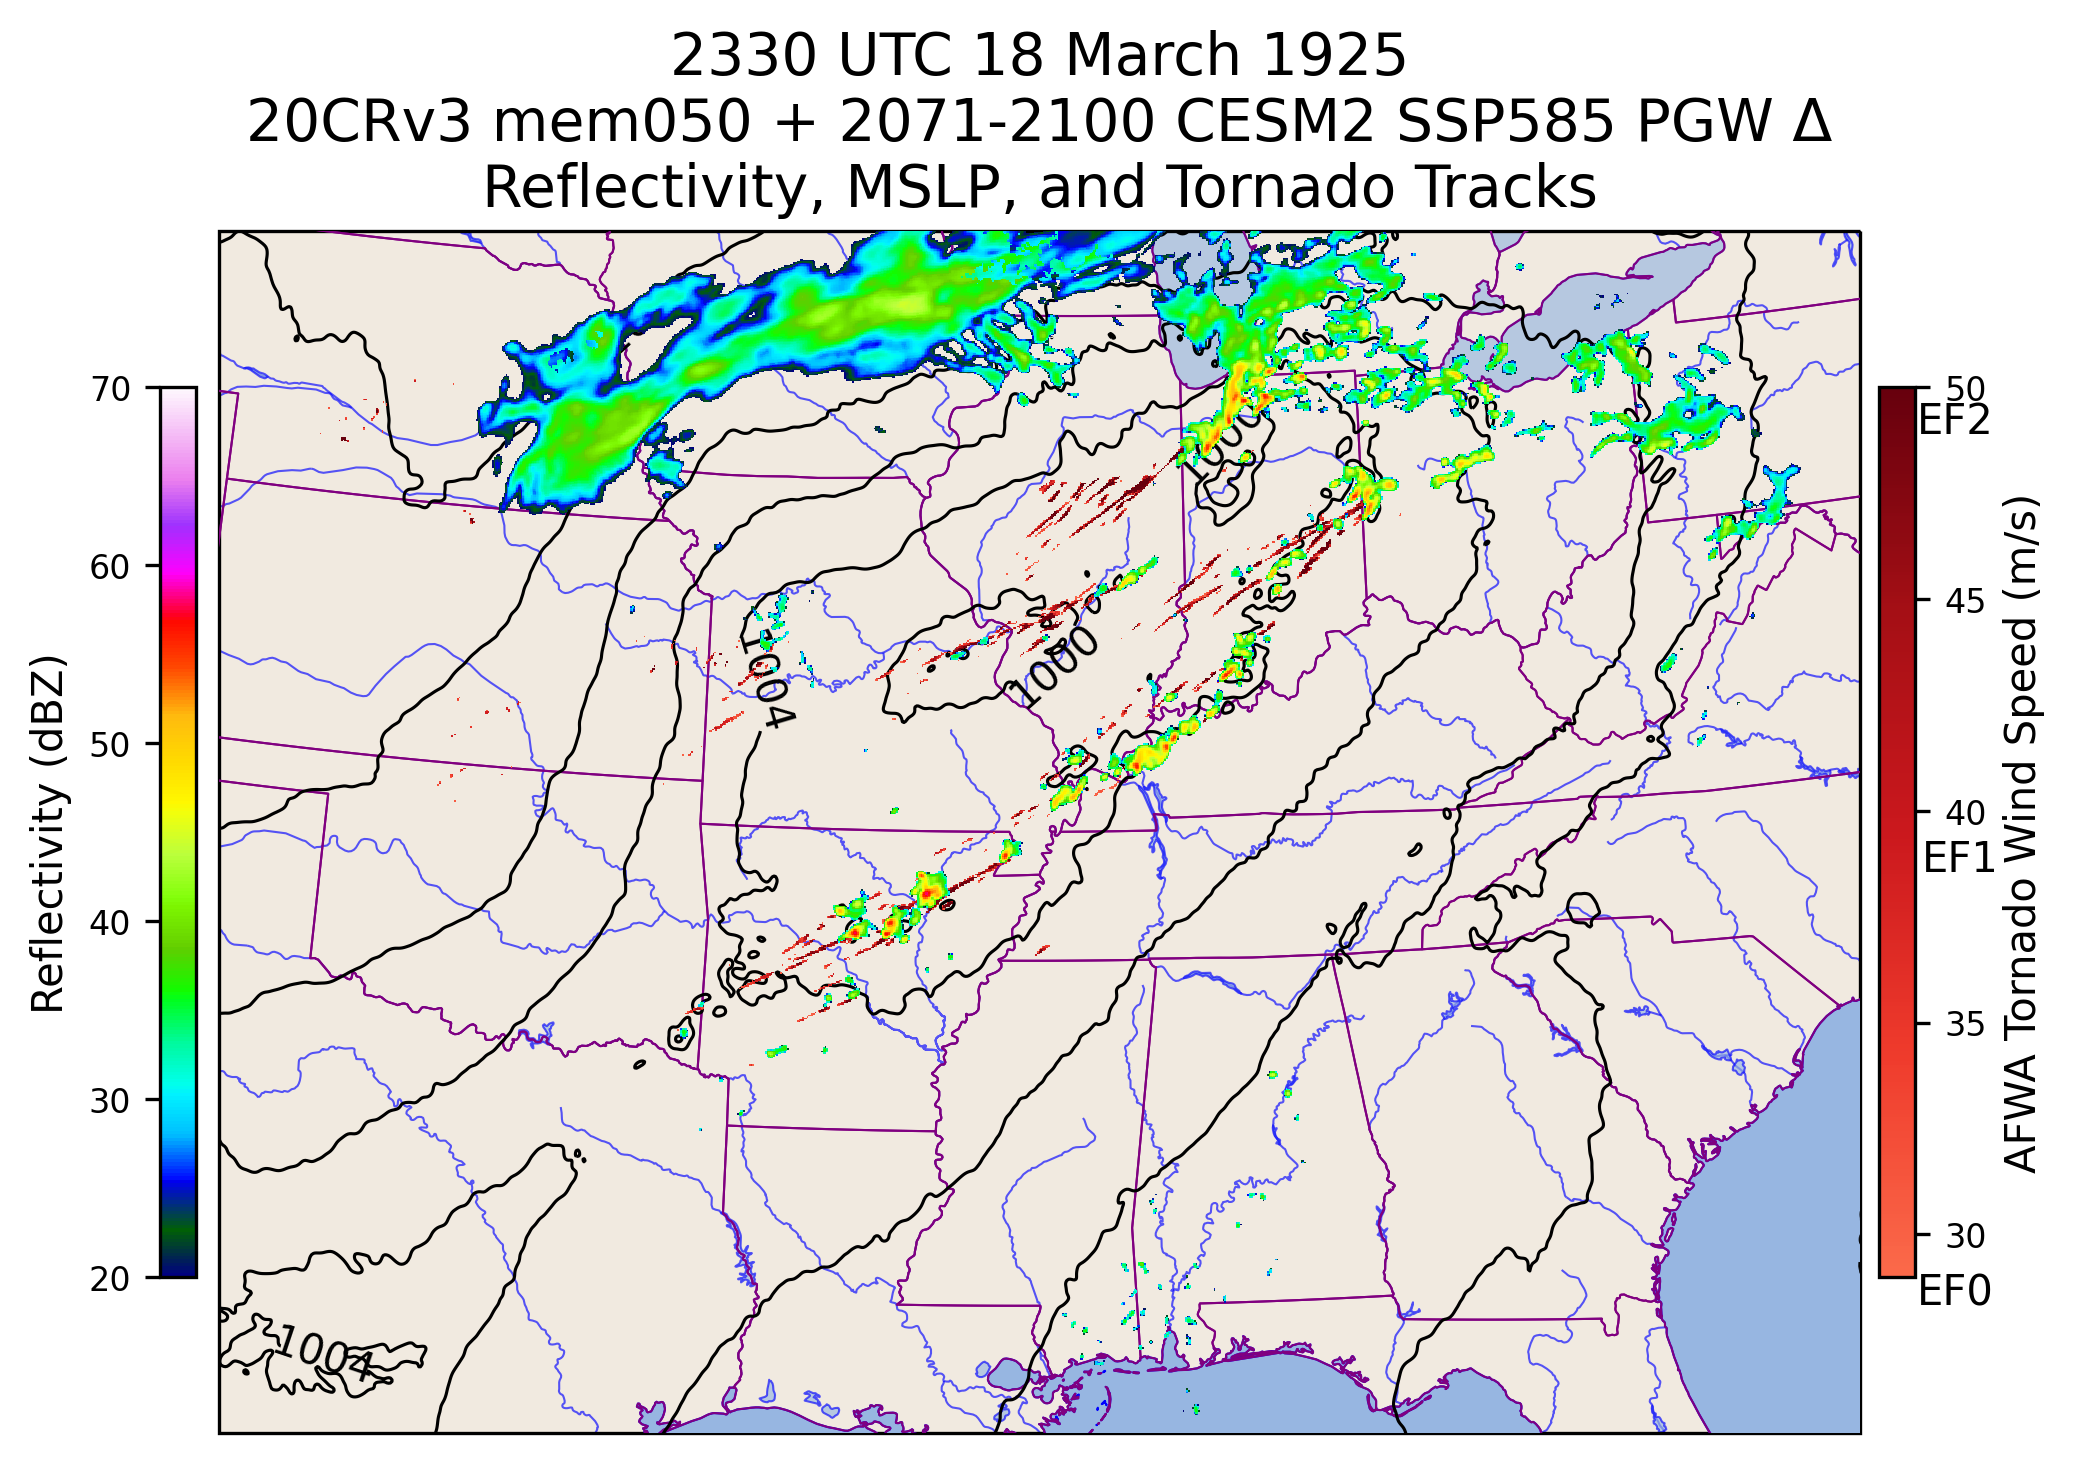 2330 UTC 18 March 1925
20CRv3 mem050 + 2071-2100 CESM2 SSP585 PGW Δ
Reflectivity, MSLP, and Tornado Tracks
70
60
50
40
30
20
Reflectivity (dBZ)
1000
1000
1004
1004
50
EF2
45
40
EF1
35
30
EF0
AFWA Tornado Wind Speed (m/s)